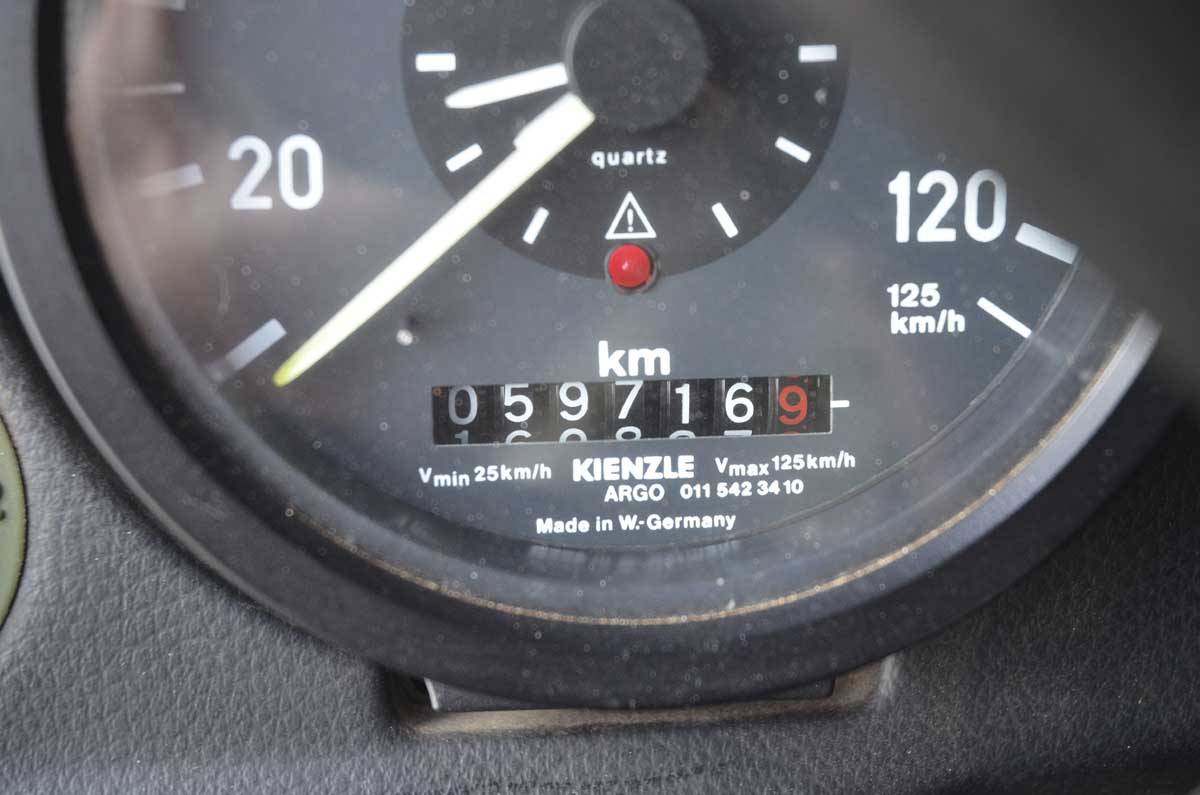 quartz
20
120
125
km/h
km
0597169
Vmin 25km/h KIENZLE Vmax 125km/h
ARGO 011 542 34 10
Made in W.-Germany